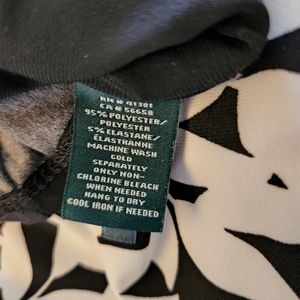 RN # 41381
CA # 56658
95% POLYESTER/
POLYESTER
5% ELASTANE/
ÉLASTHANNE
MACHINE WASH
COLD
SEPARATELY
ONLY NON-
CHLORINE BLEACH
WHEN NEEDED
HANG TO DRY
COOL IRON IF NEEDED